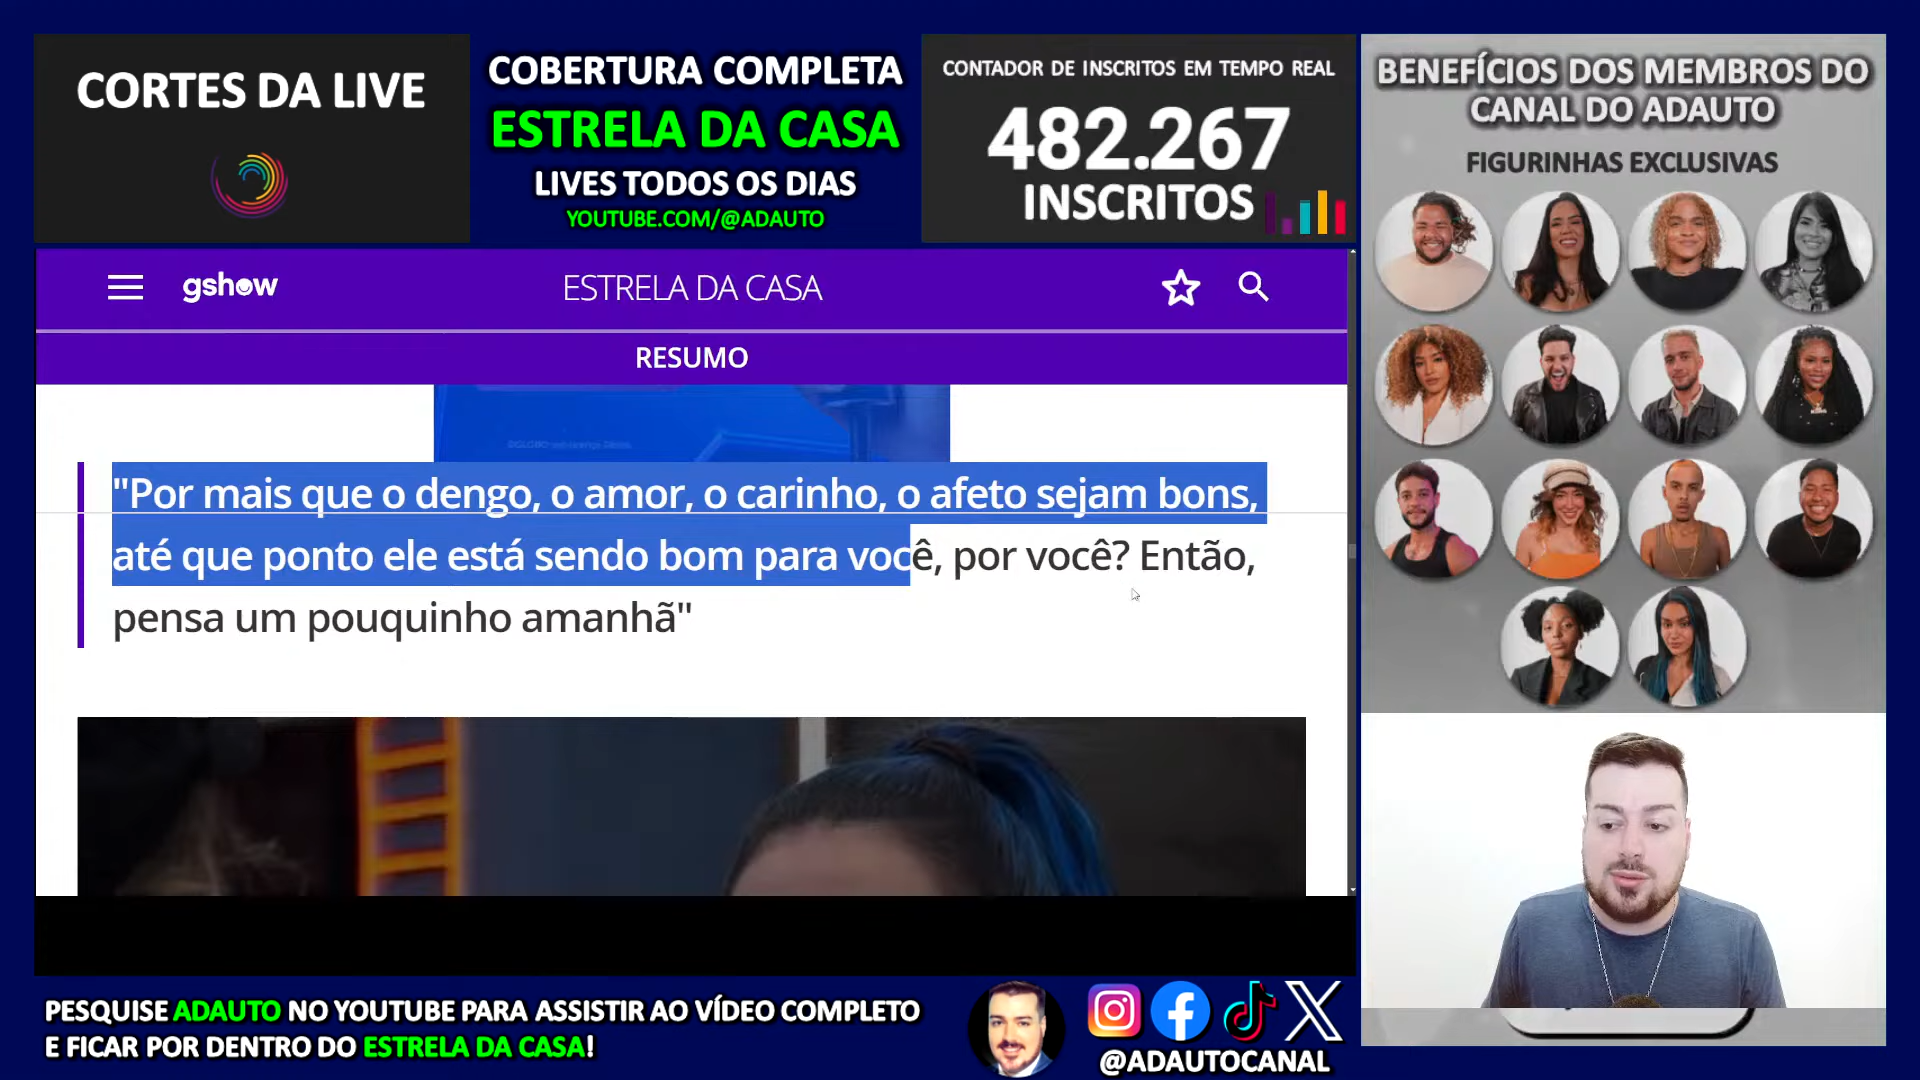 CORTES DA LIVE
COBERTURA COMPLETA
ESTRELA DA CASA
LIVES TODOS OS DIAS
YOUTUBE.COM/@ADAUTO
CONTADOR DE INSCRITOS EM TEMPO REAL
482.267
INSCRITOS
BENEFÍCIOS DOS MEMBROS DO
CANAL DO ADAUTO
FIGURINHAS EXCLUSIVAS
gshow
ESTRELA DA CASA
RESUMO
"Por mais que o dengo, o amor, o carinho, o afeto sejam bons,
até que ponto ele está sendo bom para você, por você? Então,
pensa um pouquinho amanhã"
PESQUISE ADAUTO NO YOUTUBE PARA ASSISTIR AO VÍDEO COMPLETO
E FICAR POR DENTRO DO ESTRELA DA CASA!
@ADAUTOCANAL